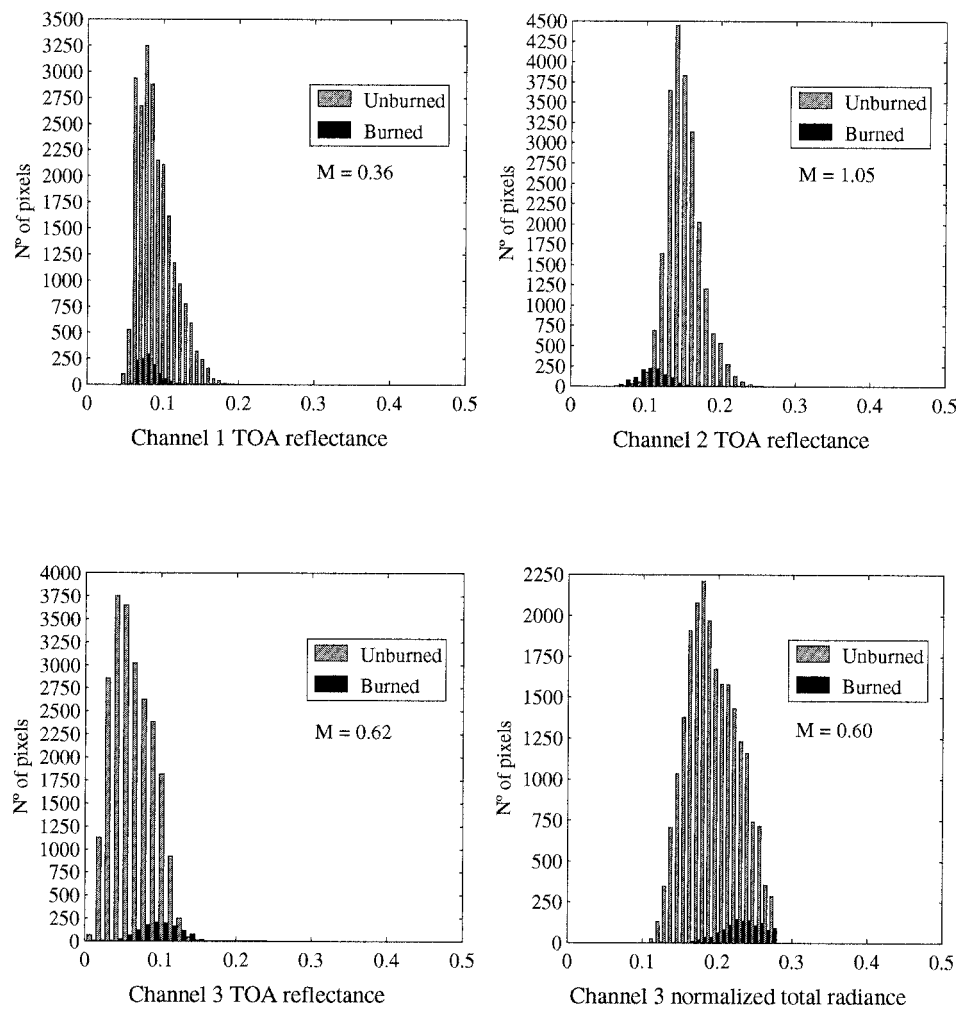 3500
3250
3000
2750
2500
2250
2000
1750
1500
1250
1000
750
500
250
0
Nº of pixels
Unburned
Burned
M = 0.36
0 0.1 0.2 0.3 0.4 0.5
Channel 1 TOA reflectance
4500
4250
4000
3750
3500
3250
3000
2750
2500
2250
2000
1750
1500
1250
1000
750
500
250
0
Nº of pixels
Unburned
Burned
M = 1.05
0 0.1 0.2 0.3 0.4 0.5
Channel 2 TOA reflectance
4000
3750
3500
3250
3000
2750
2500
2250
2000
1750
1500
1250
1000
750
500
250
0
Nº of pixels
Unburned
Burned
M = 0.62
0 0.1 0.2 0.3 0.4 0.5
Channel 3 TOA reflectance
2250
2000
1750
1500
1250
1000
750
500
250
0
Nº of pixels
Unburned
Burned
M = 0.60
0 0.1 0.2 0.3 0.4 0.5
Channel 3 normalized total radiance